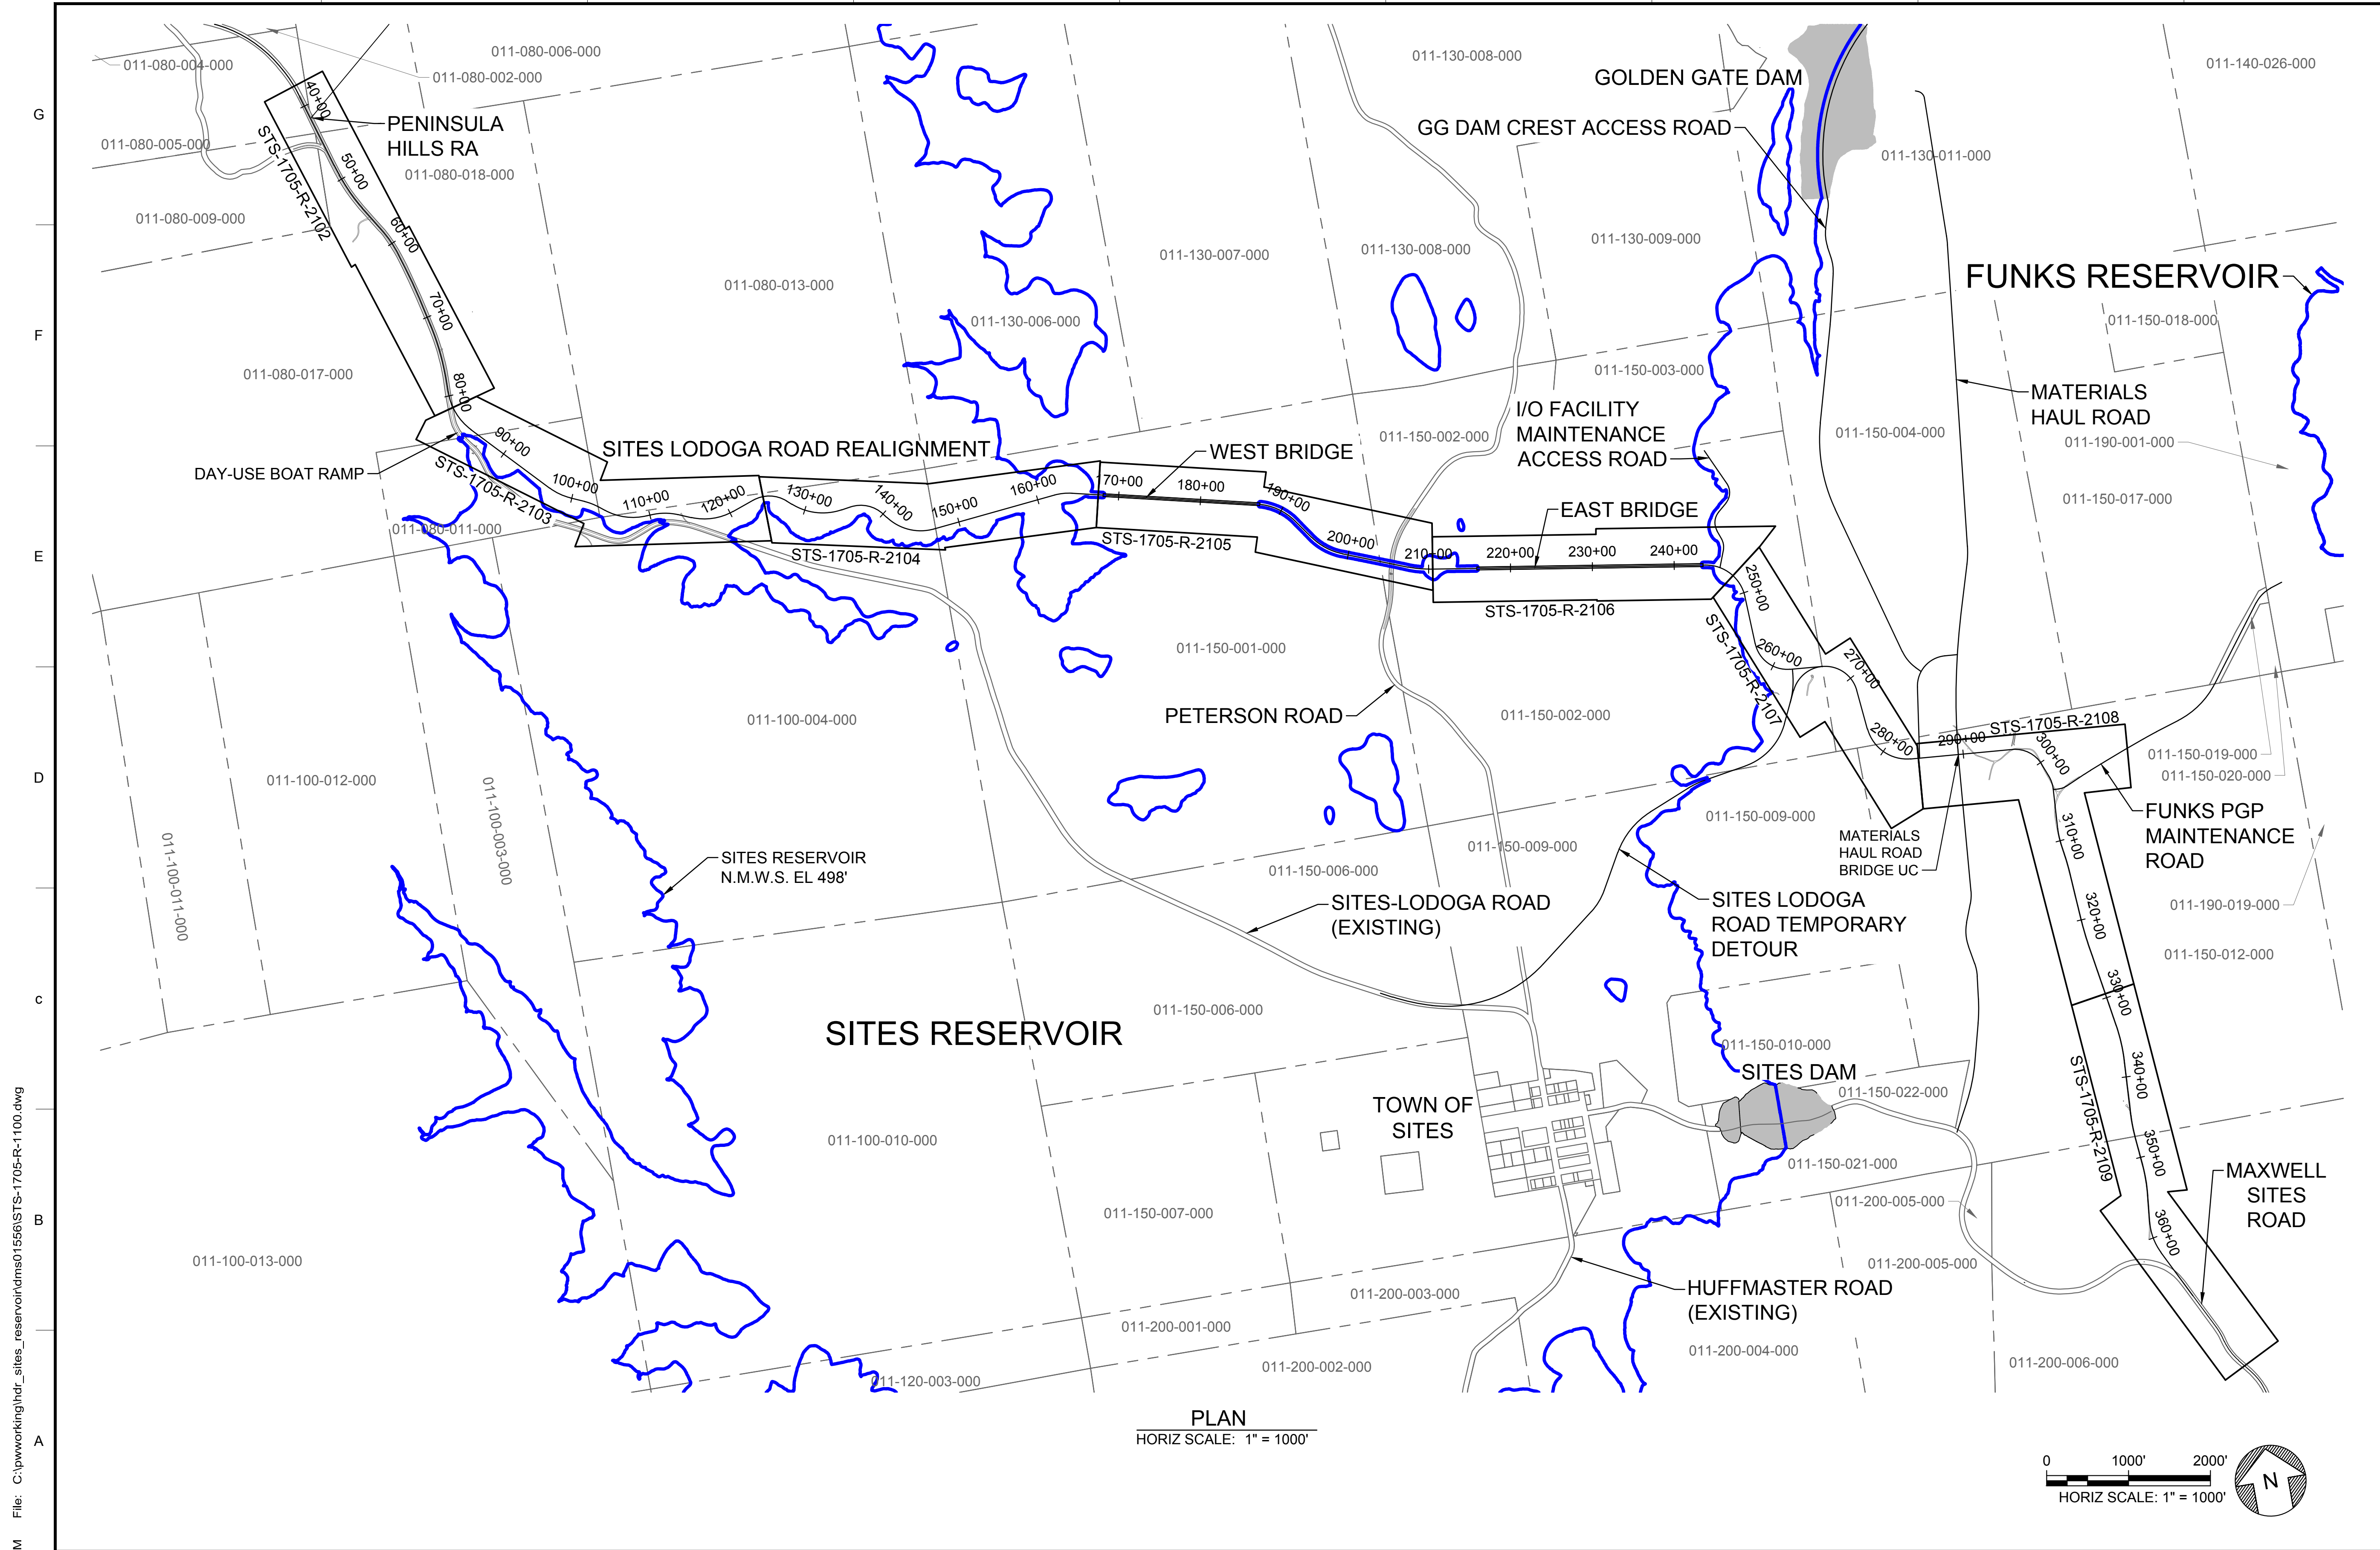 011-080-006-000
011-080-004-000
011-080-002-000
011-130-008-000
GOLDEN GATE DAM
011-140-026-000
G
40+00
PENINSULA
HILLS RA
GG DAM CREST ACCESS ROAD
011-080-005-000
STS-1705-R-2102
50+00
011-080-018-000
011-130-011-000
011-080-009-000
60+00
011-130-007-000
011-130-008-000
011-130-009-000
FUNKS RESERVOIR
011-080-013-000
70+00
011-130-006-000
011-150-018-000
F
011-080-017-000
80+00
011-150-003-000
MATERIALS
HAUL ROAD
I/O FACILITY
MAINTENANCE
ACCESS ROAD
011-150-002-000
011-150-004-000
011-190-001-000
SITES LODOGA ROAD REALIGNMENT
WEST BRIDGE
DAY-USE BOAT RAMP
90+00
STS-1705-R-2103
100+00
110+00
120+00
130+00
140+00
150+00
160+00
170+00
180+00
190+00
200+00
210+00
220+00
230+00
240+00
EAST BRIDGE
011-150-017-000
011-080-011-000
STS-1705-R-2104
STS-1705-R-2105
STS-1705-R-2106
E
250+00
260+00
270+00
STS-1705-R-2107
011-150-001-000
PETERSON ROAD
011-150-002-000
011-100-004-000
280+00
290+00
STS-1705-R-2108
300+00
011-150-019-000
011-150-020-000
D
011-100-012-000
011-100-003-000
011-100-011-000
SITES RESERVOIR
N.M.W.S. EL 498'
011-150-009-000
011-150-009-000
011-150-006-000
MATERIALS
HAUL ROAD
BRIDGE UC
310+00
FUNKS PGP
MAINTENANCE
ROAD
SITES-LODOGA ROAD
(EXISTING)
SITES LODOGA
ROAD TEMPORARY
DETOUR
320+00
011-190-019-000
011-150-012-000
C
330+00
SITES RESERVOIR
011-150-006-000
011-150-010-000
SITES DAM
011-150-022-000
340+00
STS-1705-R-2109
TOWN OF
SITES
011-100-010-000
350+00
011-150-021-000
MAXWELL
SITES
ROAD
B
011-150-007-000
011-200-005-000
360+00
011-100-013-000
011-200-005-000
HUFFMASTER ROAD
(EXISTING)
011-200-003-000
011-200-001-000
011-200-004-000
011-200-002-000
011-200-006-000
011-120-003-000
PLAN
HORIZ SCALE: 1" = 1000'
A
0 1000' 2000'
HORIZ SCALE: 1" = 1000'
N
M File: C:\pwworking\hdr_sites_reservoir\dms01556\STS-1705-R-1100.dwg